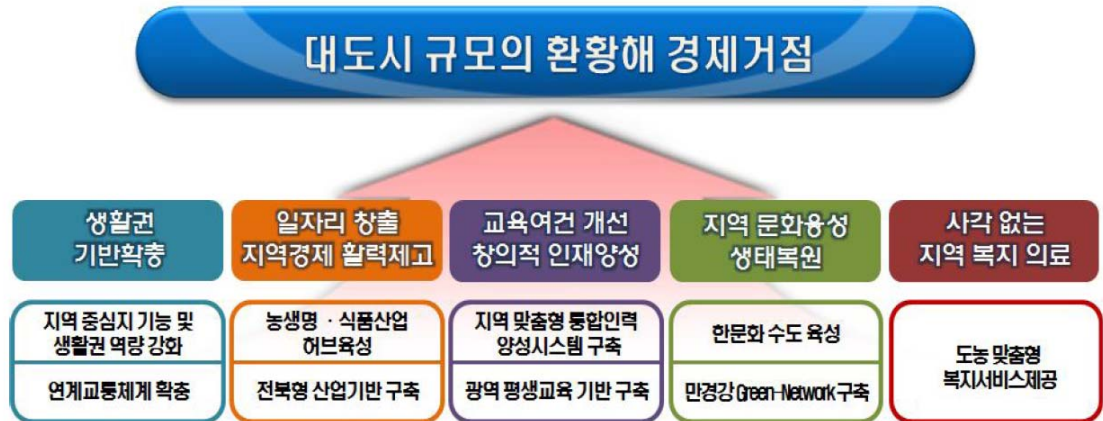 대도시 규모의 환황해 경제거점
생활권
기반확충
일자리 창출
지역경제 활력제고
교육여건 개선
창의적 인재양성
지역 문화융성
생태복원
사각 없는
지역 복지 의료
지역 중심지 기능 및
생활권 역량 강화
연계교통체계 확충
농생명 · 식품산업
허브육성
전북형 산업기반 구축
지역 맞춤형 통합인력
양성시스템 구축
광역 평생교육 기반 구축
한문화 수도 육성
만경강 Green-Network 구축
도농 맞춤형
복지서비스제공